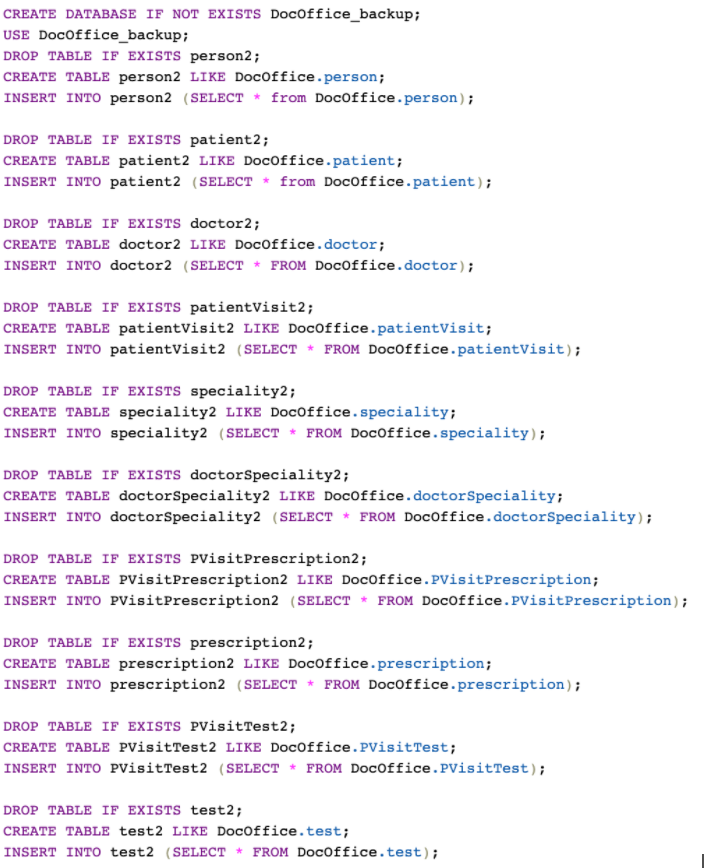 CREATE DATABASE IF NOT EXISTS DocOffice_backup;
USE DocOffice_backup;
DROP TABLE IF EXISTS person2;
CREATE TABLE person2 LIKE DocOffice.person;
INSERT INTO person2 (SELECT * from DocOffice.person);

DROP TABLE IF EXISTS patient2;
CREATE TABLE patient2 LIKE DocOffice.patient;
INSERT INTO patient2 (SELECT * from DocOffice.patient);

DROP TABLE IF EXISTS doctor2;
CREATE TABLE doctor2 LIKE DocOffice.doctor;
INSERT INTO doctor2 (SELECT * FROM DocOffice.doctor);

DROP TABLE IF EXISTS patientVisit2;
CREATE TABLE patientVisit2 LIKE DocOffice.patientVisit;
INSERT INTO patientVisit2 (SELECT * FROM DocOffice.patientVisit);

DROP TABLE IF EXISTS speciality2;
CREATE TABLE speciality2 LIKE DocOffice.speciality;
INSERT INTO speciality2 (SELECT * FROM DocOffice.speciality);

DROP TABLE IF EXISTS doctorSpeciality2;
CREATE TABLE doctorSpeciality2 LIKE DocOffice.doctorSpeciality;
INSERT INTO doctorSpeciality2 (SELECT * FROM DocOffice.doctorSpeciality);

DROP TABLE IF EXISTS PVisitPrescription2;
CREATE TABLE PVisitPrescription2 LIKE DocOffice.PVisitPrescription;
INSERT INTO PVisitPrescription2 (SELECT * FROM DocOffice.PVisitPrescription);

DROP TABLE IF EXISTS prescription2;
CREATE TABLE prescription2 LIKE DocOffice.prescription;
INSERT INTO prescription2 (SELECT * FROM DocOffice.prescription);

DROP TABLE IF EXISTS PVisitTest2;
CREATE TABLE PVisitTest2 LIKE DocOffice.PVisitTest;
INSERT INTO PVisitTest2 (SELECT * FROM DocOffice.PVisitTest);

DROP TABLE IF EXISTS test2;
CREATE TABLE test2 LIKE DocOffice.test;
INSERT INTO test2 (SELECT * FROM DocOffice.test);